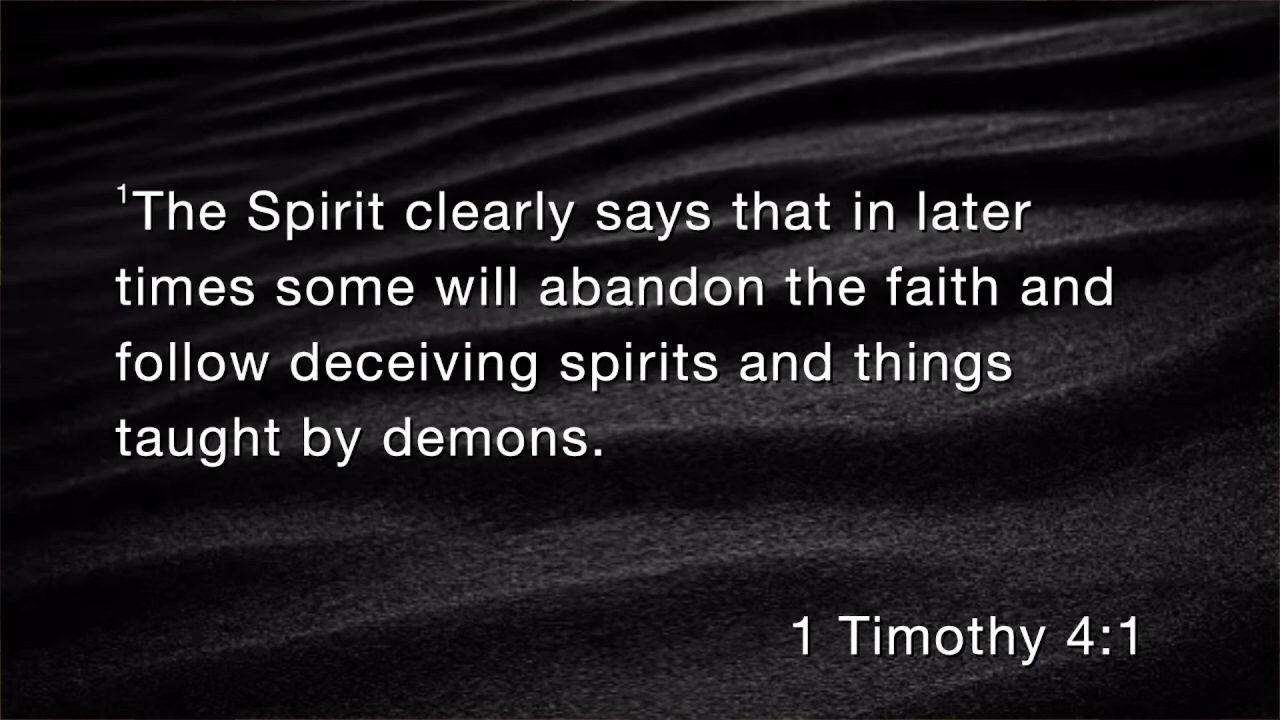 ¹The Spirit clearly says that in later
times some will abandon the faith and
follow deceiving spirits and things
taught by demons.
1 Timothy 4:1